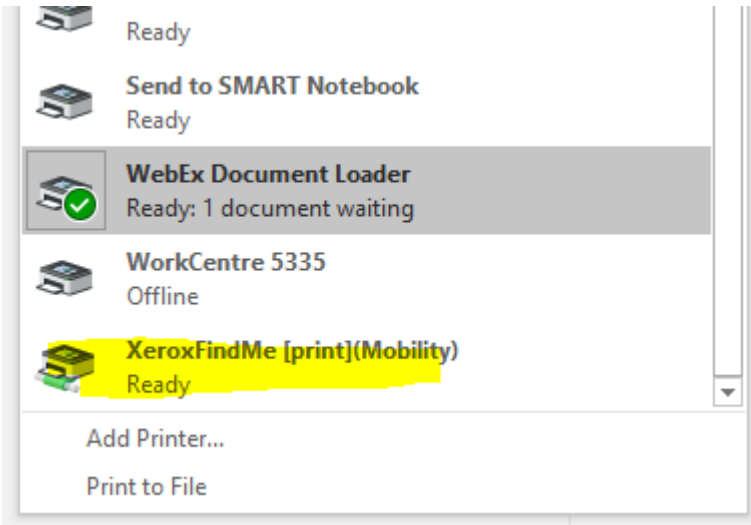 Ready
Send to SMART Notebook
Ready
WebEx Document Loader
Ready: 1 document waiting
WorkCentre 5335
Offline
XeroxFindMe [print](Mobility)
Ready
Add Printer...
Print to File